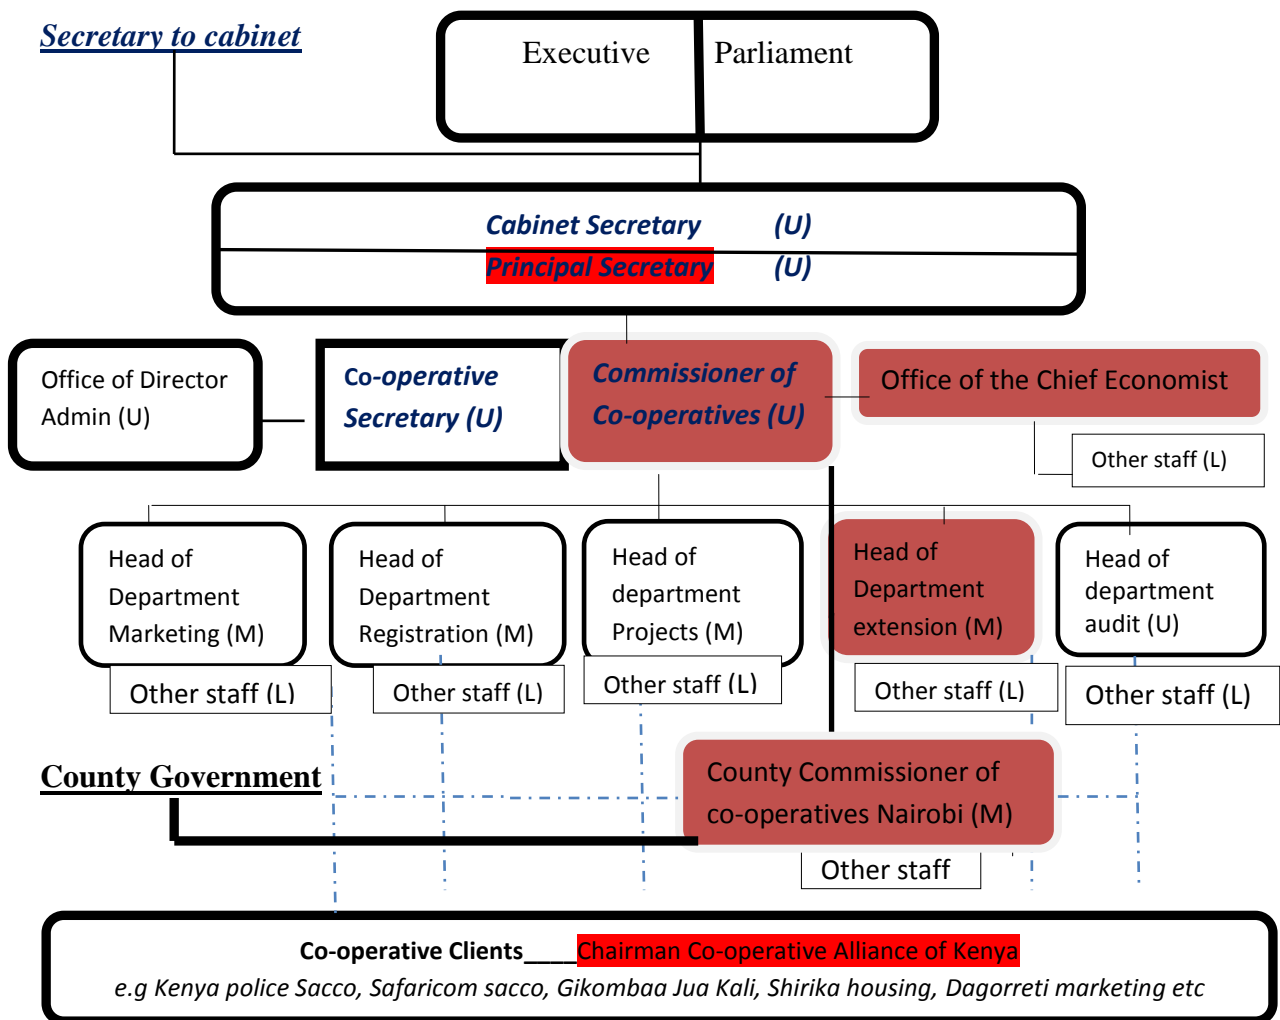 Secretary to cabinet
Executive
Parliament
Cabinet Secretary (U)
Principal Secretary (U)
Office of Director
Admin (U)
Co-operative
Secretary (U)
Commissioner of
Co-operatives (U)
Office of the Chief Economist
Other staff (L)
Head of
Department
Marketing (M)
Head of
Department
Registration (M)
Head of
department
Projects (M)
Head of
Department
extension (M)
Head of
department
audit (U)
Other staff (L)
Other staff (L)
Other staff (L)
Other staff (L)
Other staff (L)
County Government
County Commissioner of
co-operatives Nairobi (M)
Other staff
Co-operative Clients____Chairman Co-operative Alliance of Kenya
e.g Kenya police Sacco, Safaricom sacco, Gikombaa Jua Kali, Shirika housing, Dagorreti marketing etc